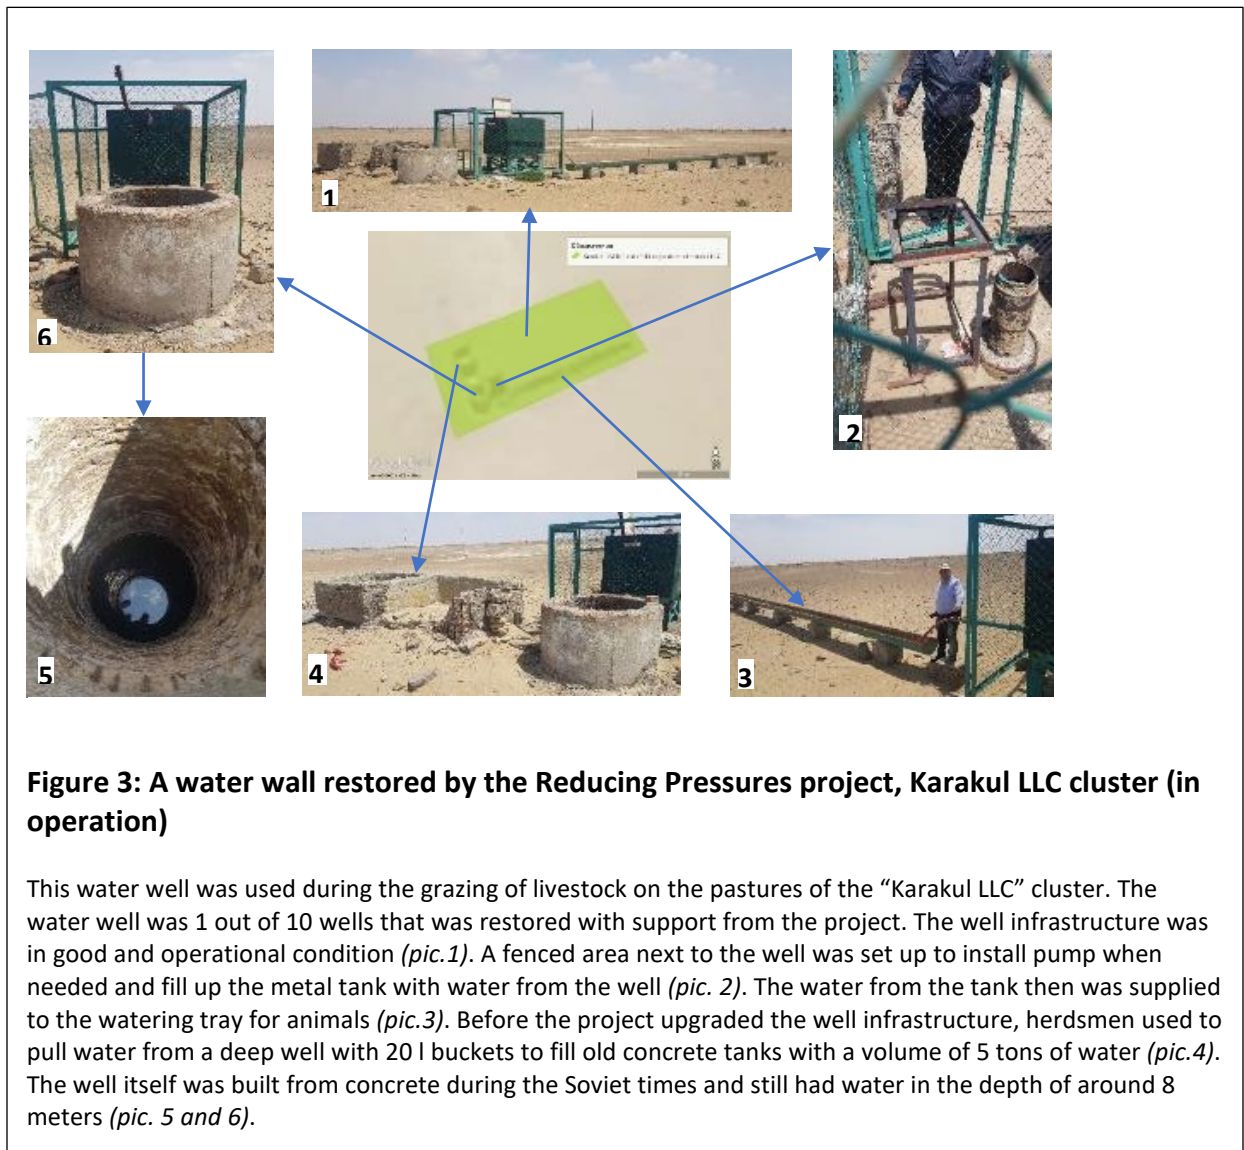 6
1
2
5
4
3
Figure 3: A water wall restored by the Reducing Pressures project, Karakul LLC cluster (in
operation)
This water well was used during the grazing of livestock on the pastures of the “Karakul LLC” cluster. The
water well was 1 out of 10 wells that was restored with support from the project. The well infrastructure was
in good and operational condition (pic.1). A fenced area next to the well was set up to install pump when
needed and fill up the metal tank with water from the well (pic. 2). The water from the tank then was supplied
to the watering tray for animals (pic.3). Before the project upgraded the well infrastructure, herdsmen used to
pull water from a deep well with 20 l buckets to fill old concrete tanks with a volume of 5 tons of water (pic.4).
The well itself was built from concrete during the Soviet times and still had water in the depth of around 8
meters (pic. 5 and 6).